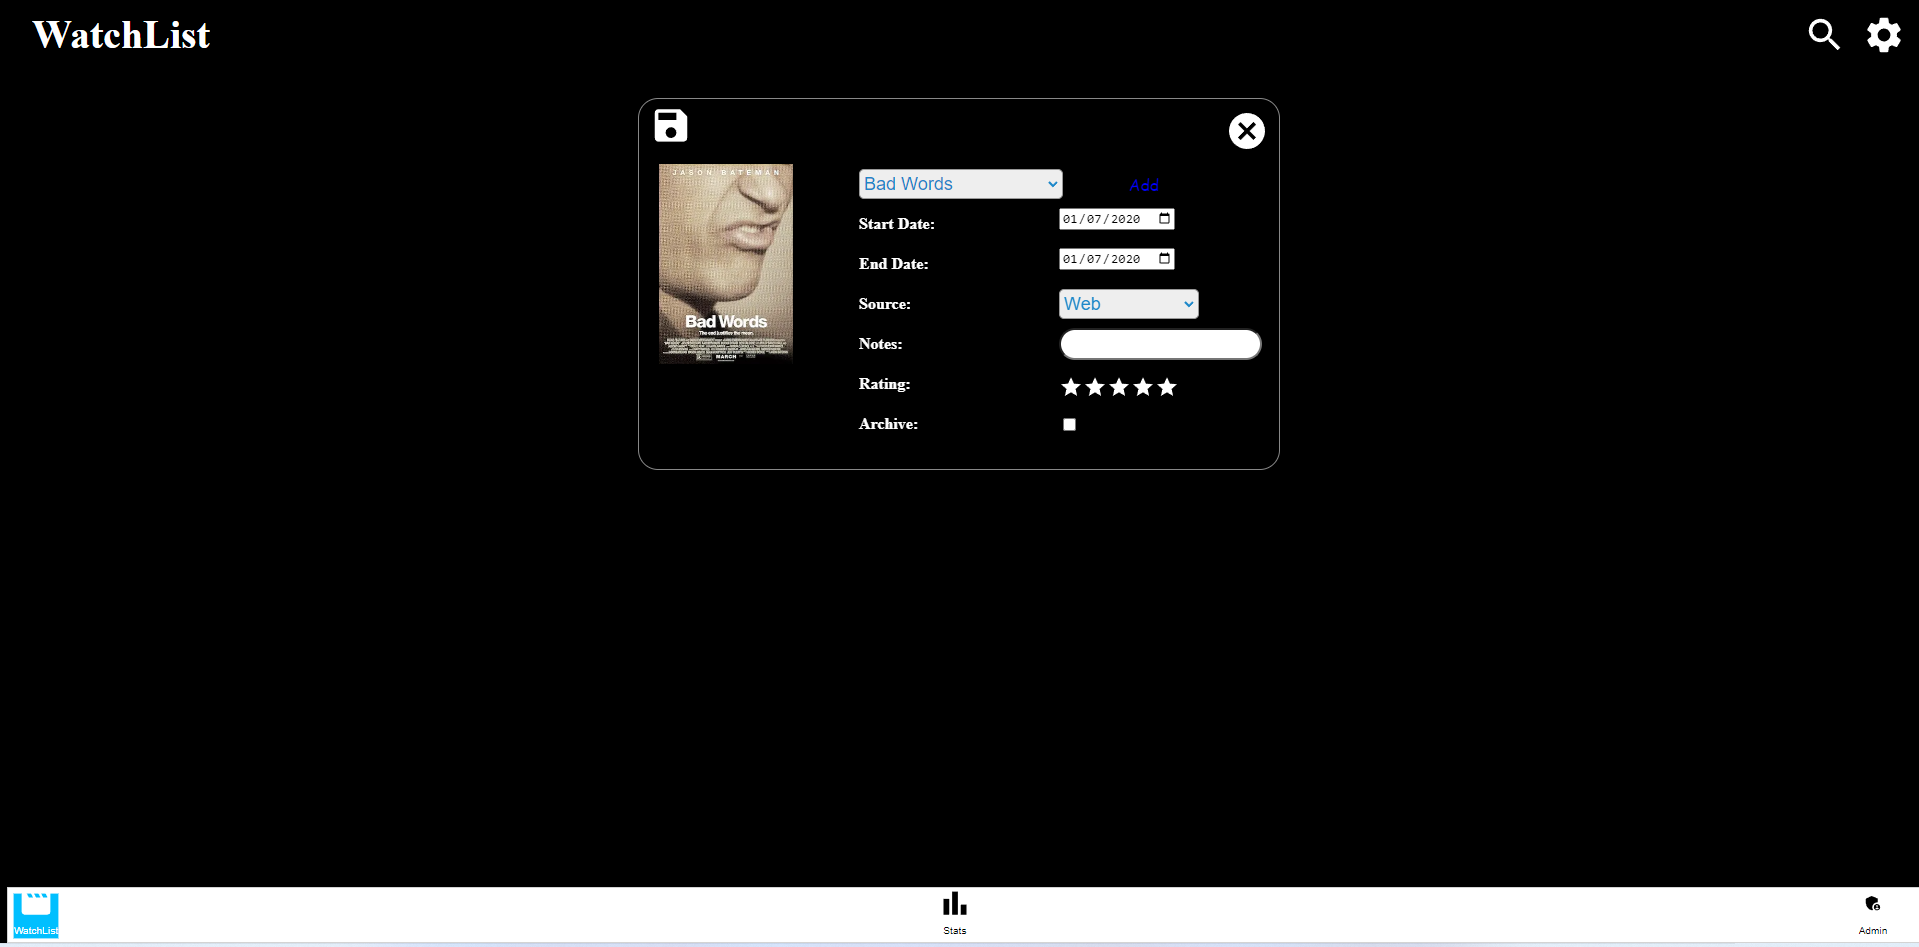 WatchList
JASON BATEMAN
Bad Words
The end justifies the mean.
MARCH
Bad Words
Add
Start Date:
01/07/2020
End Date:
01/07/2020
Source:
Web
Notes:
Rating:
Archive:
WatchList
Stats
Admin